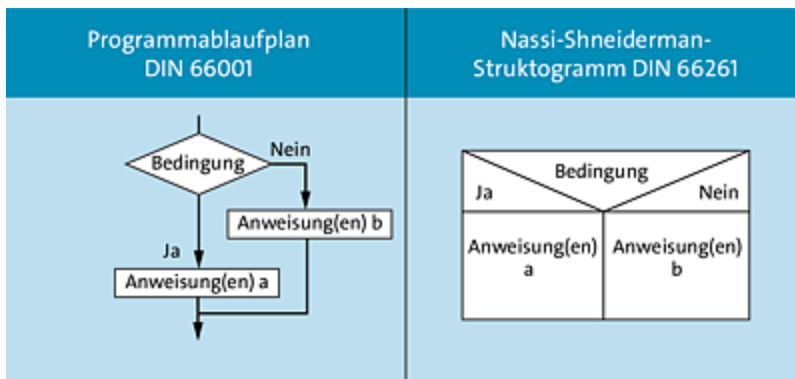 Programmablaufplan
DIN 66001
Nassi-Shneiderman-
Struktogramm DIN 66261
Bedingung
Nein
Anweisung(en) b
Ja
Anweisung(en) a
Bedingung
Ja
Nein
Anweisung(en)
a
Anweisung(en)
b